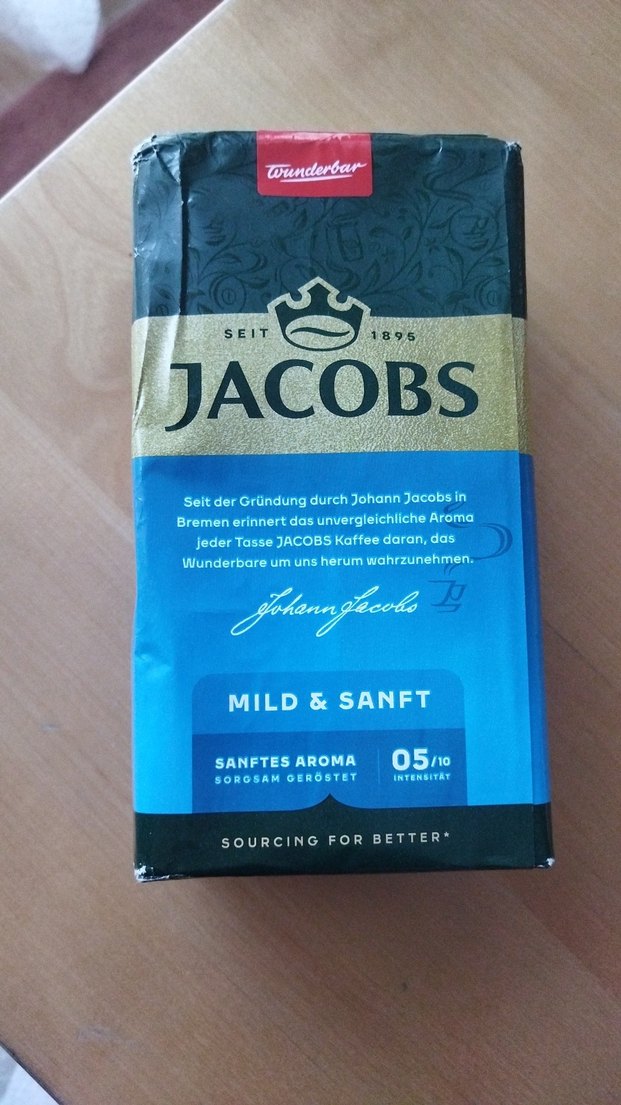 Wunderbar
SEIT 1895
JACOBS
Seit der Gründung durch Johann Jacobs in
Bremen erinnert das unvergleichliche Aroma
jeder Tasse JACOBS Kaffee daran, das
Wunderbare um uns herum wahrzunehmen.
Johann Jacobs
MILD & SANFT
SANFTES AROMA
SORGSAM GERÖSTET
05/10
INTENSITÄT
SOURCING FOR BETTER*